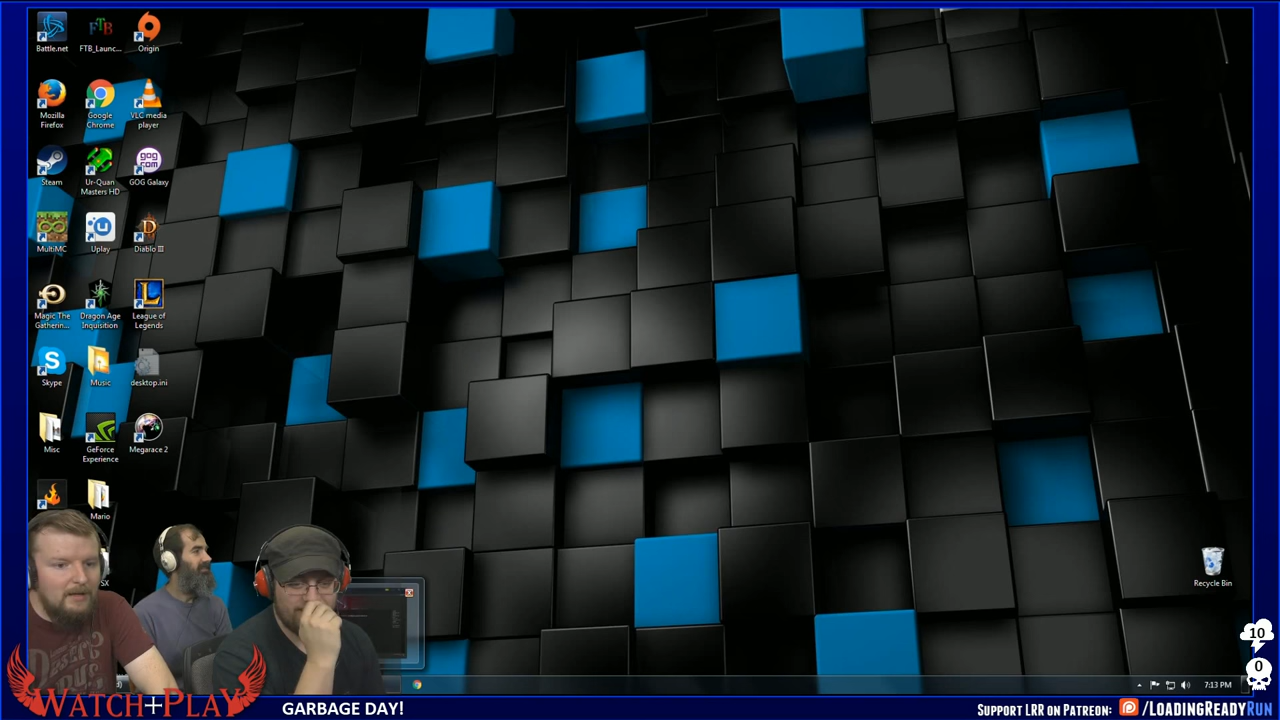 Battle.net
FTB_Launc...
Origin
Mozilla
Firefox
Google
Chrome
VLC media
player
Steam
Ur-Quan
Masters HD
GOG
COM
GOG Galaxy
MultiMC
Uplay
Diablo III
Magic The
Gatherin...
Dragon Age
Inquisition
League of
Legends
Skype
Music
desktop.ini
Misc
GeForce
Experience
Megarace 2
Mario
SX
Recycle Bin
10
0
7:13 PM
WATCH+PLAY
GARBAGE DAY!
SUPPORT LRR ON PATREON:
/LOADINGREADYRUN